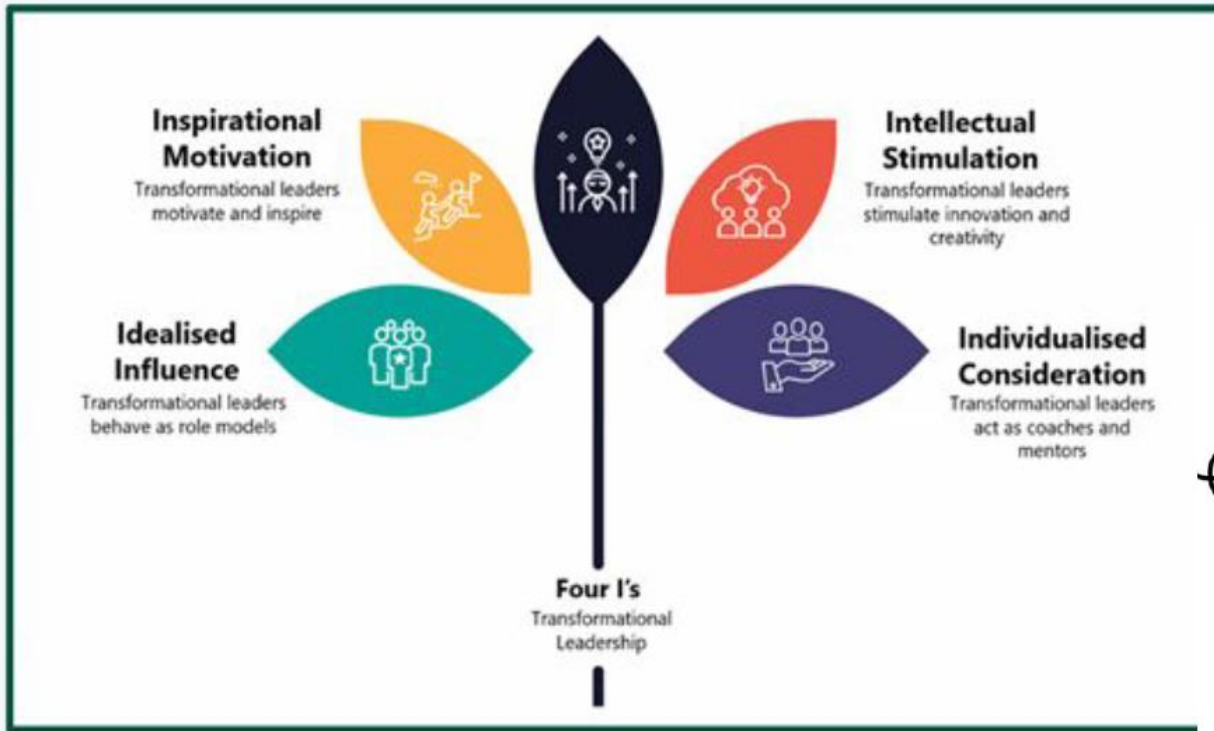 Inspirational
Motivation
Transformational leaders
motivate and inspire
Intellectual
Stimulation
Transformational leaders
stimulate innovation and
creativity
Idealised
Influence
Transformational leaders
behave as role models
Individualised
Consideration
Transformational leaders
act as coaches and
mentors
Four I's
Transformational
Leadership